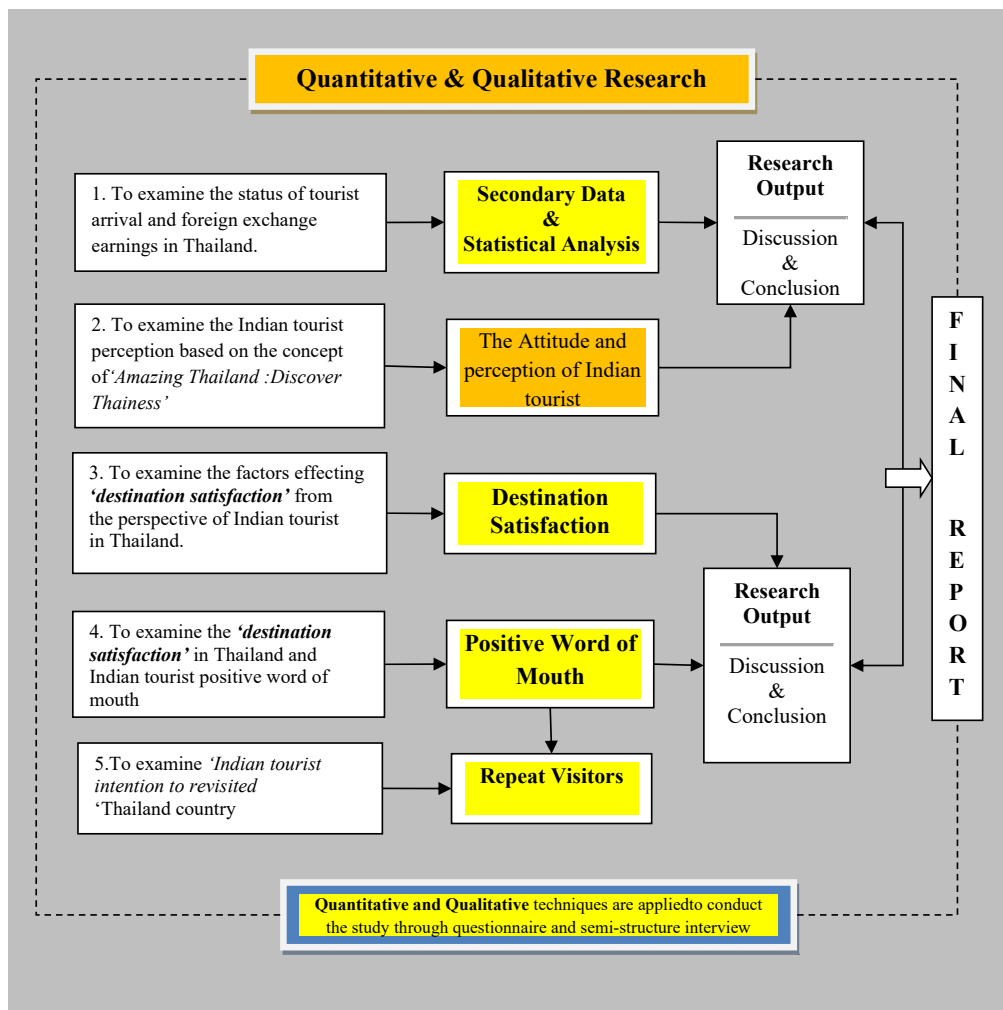 Quantitative & Qualitative Research
1. To examine the status of tourist
arrival and foreign exchange
earnings in Thailand.
Secondary Data
&
Statistical Analysis
Research
Output
Discussion
&
Conclusion
2. To examine the Indian tourist
perception based on the concept
of‘Amazing Thailand :Discover
Thainess’
The Attitude and
perception of Indian
tourist
3. To examine the factors effecting
‘destination satisfaction’ from
the perspective of Indian tourist
in Thailand.
Destination
Satisfaction
4. To examine the ‘destination
satisfaction’ in Thailand and
Indian tourist positive word of
mouth
Positive Word of
Mouth
Research
Output
Discussion
&
Conclusion
5.To examine ‘Indian tourist
intention to revisited
‘Thailand country
Repeat Visitors
F
I
N
A
L
R
E
P
O
R
T
Quantitative and Qualitative techniques are appliedto conduct
the study through questionnaire and semi-structure interview